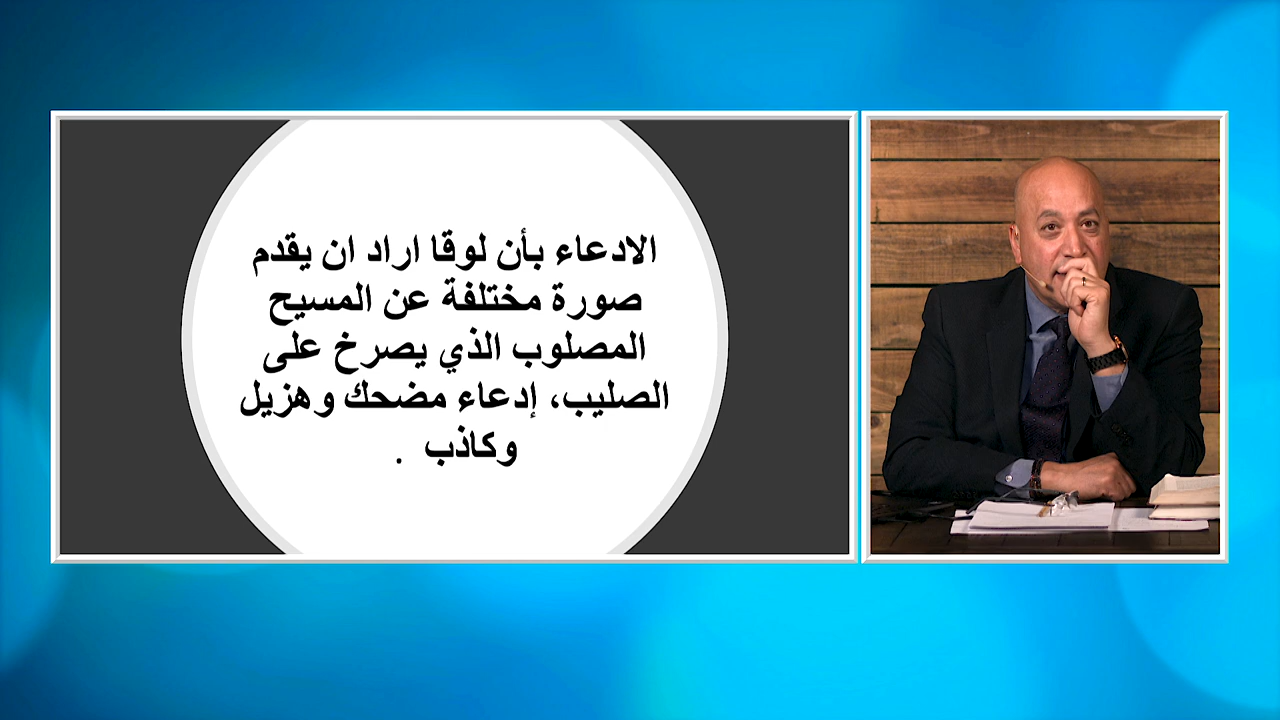 الادعاء بأن لوقا اراد ان يقدم
صورة مختلفة عن المسيح
المصلوب الذي يصرخ على
الصليب، إدعاء مضحك وهزيل
وكاذب .